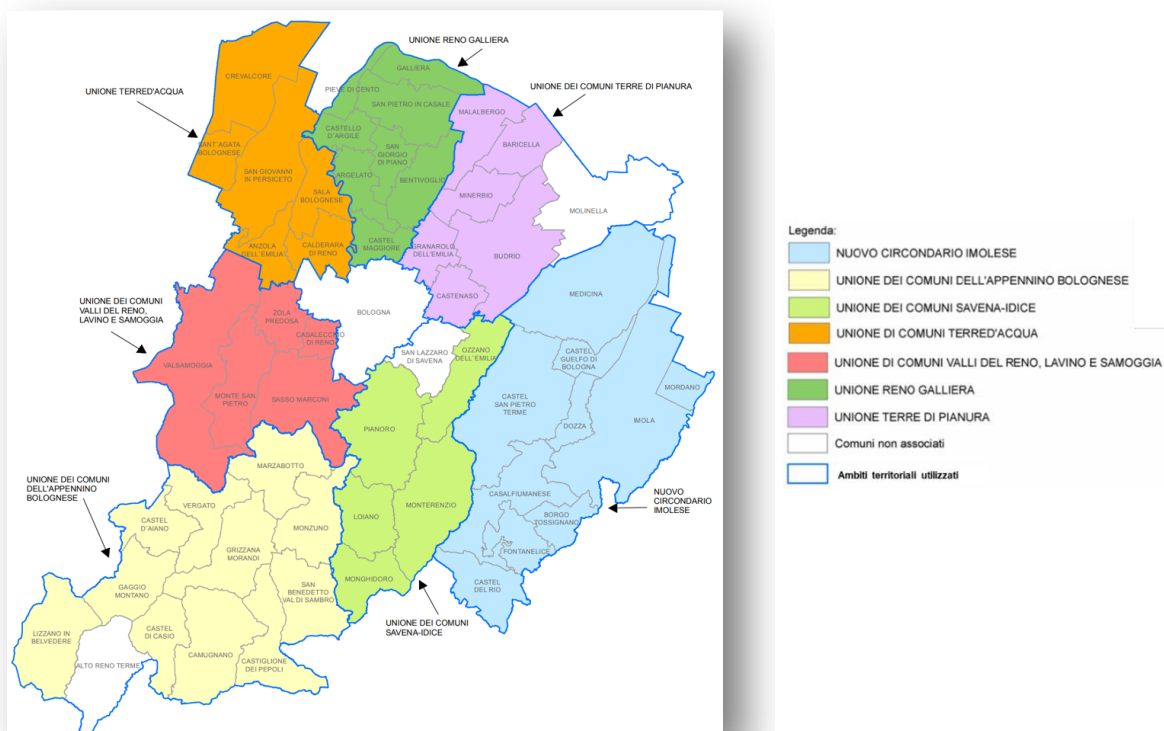 UNIONE RENO GALLIERA
GALLIERA
CREVALCORE
UNIONE TERRED'ACQUA
PIEVE DI CENTO
UNIONE DEI COMUNI TERRE DI PIANURA
SAN PIETRO IN CASALE
MALALBERGO
CASTELLO
D'ARGILE
SANT'AGATA
BOLOGNESE
SAN
GIORGIO
DI PIANO
BARICELLA
SAN GIOVANNI
IN PERSICETO
ARGELATO
BENTIVOGLIO
SALA
BOLOGNESE
MINERBIO
MOLINELLA
ANZOLA
DELL'EMILIA
CALDERARA
DI RENO
CASTEL
MAGGIORE
GRANAROLO
DELL'EMILIA
BUDRIO
CASTENASO
MEDICINA
UNIONE DEI COMUNI
VALLI DEL RENO,
LAVINO E SAMOGGIA
ZOLA
PREDOSA
BOLOGNA
CASALECCHIO
DI RENO
SAN LAZZARO
DI SAVENA
OZZANO
DELL'EMILIA
CASTEL
GUELFO DI
BOLOGNA
VALSAMOGGIA
MORDANO
MONTE SAN
PIETRO
SASSO MARCONI
CASTEL
SAN PIETRO
TERME
IMOLA
PIANORO
DOZZA
MARZABOTTO
UNIONE DEI COMUNI
DELL'APPENNINO
BOLOGNESE
CASALFIUMANESE
NUOVO
CIRCONDARIO
IMOLESE
VERGATO
MONTERENZIO
LOIANO
BORGO
TOSSIGNANO
CASTEL
D'AIANO
MONZUNO
GRIZZANA
MORANDI
FONTANELICE
MONGHIDORO
CASTEL
DEL RIO
GAGGIO
MONTANO
SAN
BENEDETTO
VAL DI SAMBRO
UNIONE DEI COMUNI
SAVENA-IDICE
LIZZANO IN
BELVEDERE
CASTEL
DI CASIO
CAMUGNANO
ALTO RENO TERME
CASTIGLIONE
DEI PEPOLI
Legenda:
NUOVO CIRCONDARIO IMOLESE
UNIONE DEI COMUNI DELL'APPENNINO BOLOGNESE
UNIONE DEI COMUNI SAVENA-IDICE
UNIONE DI COMUNI TERRED'ACQUA
UNIONE DI COMUNI VALLI DEL RENO, LAVINO E SAMOGGIA
UNIONE RENO GALLIERA
UNIONE TERRE DI PIANURA
Comuni non associati
Ambiti territoriali utilizzati